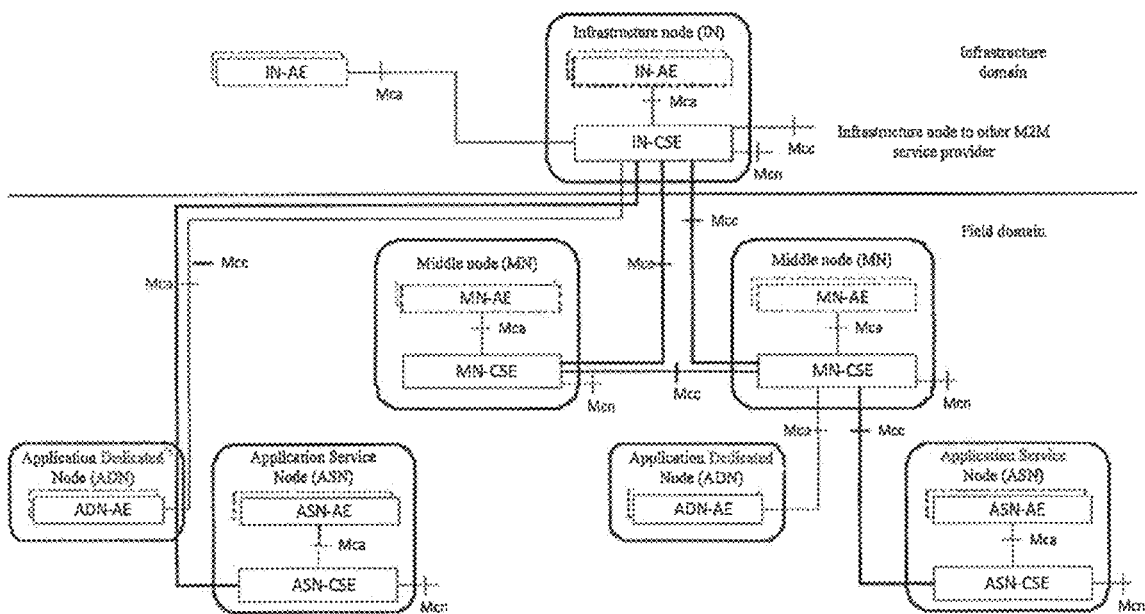 Infrastructure node (IN)
IN-AE
Mca
IN-AE
Mca
Infrastructure
domain
IN-CSE
Mcc
Mcn
Infrastructure node to other M2M
service provider
Field domain
Mca
Mcc
Mca
Mcc
Middle node (MN)
MN-AE
Mca
MN-CSE
Mcn
Mcc
Middle node (MN)
MN-AE
Mca
MN-CSE
Mcn
Mca
Mcc
Application Dedicated
Node (ADN)
ADN-AE
Application Service
Node (ASN)
ASN-AE
Mca
ASN-CSE
Mcn
Application Dedicated
Node (ADN)
ADN-AE
Application Service
Node (ASN)
ASN-AE
Mca
ASN-CSE
Mcn